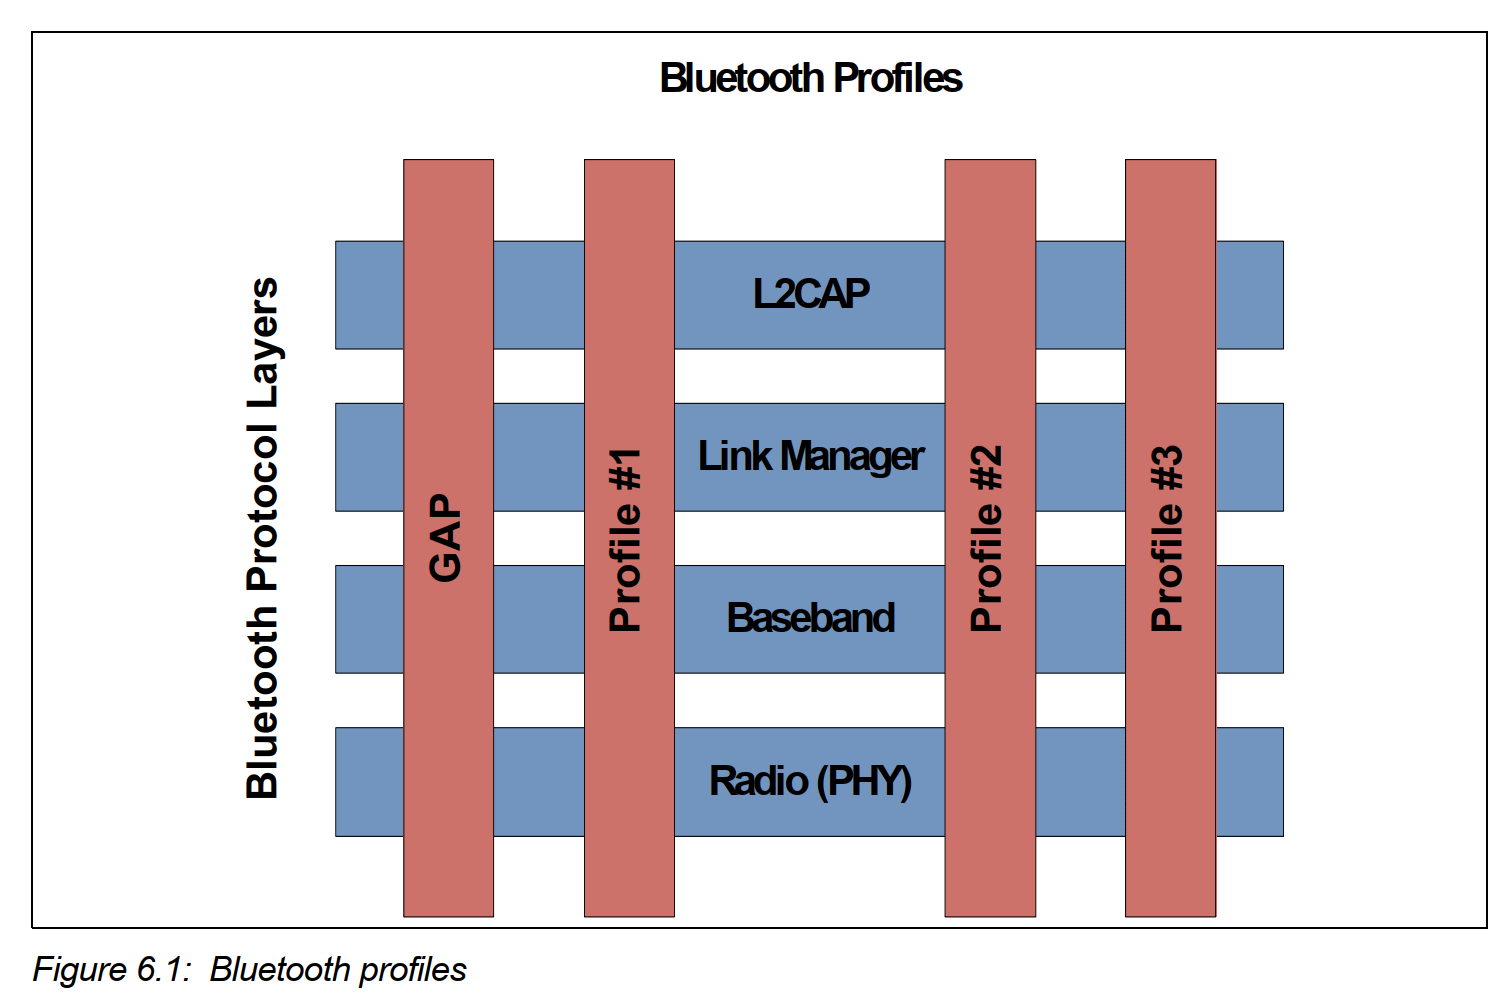 Bluetooth Profiles
Bluetooth Protocol Layers
GAP
Profile #1
Profile #2
Profile #3
L2CAP
Link Manager
Baseband
Radio (PHY)
Figure 6.1: Bluetooth profiles